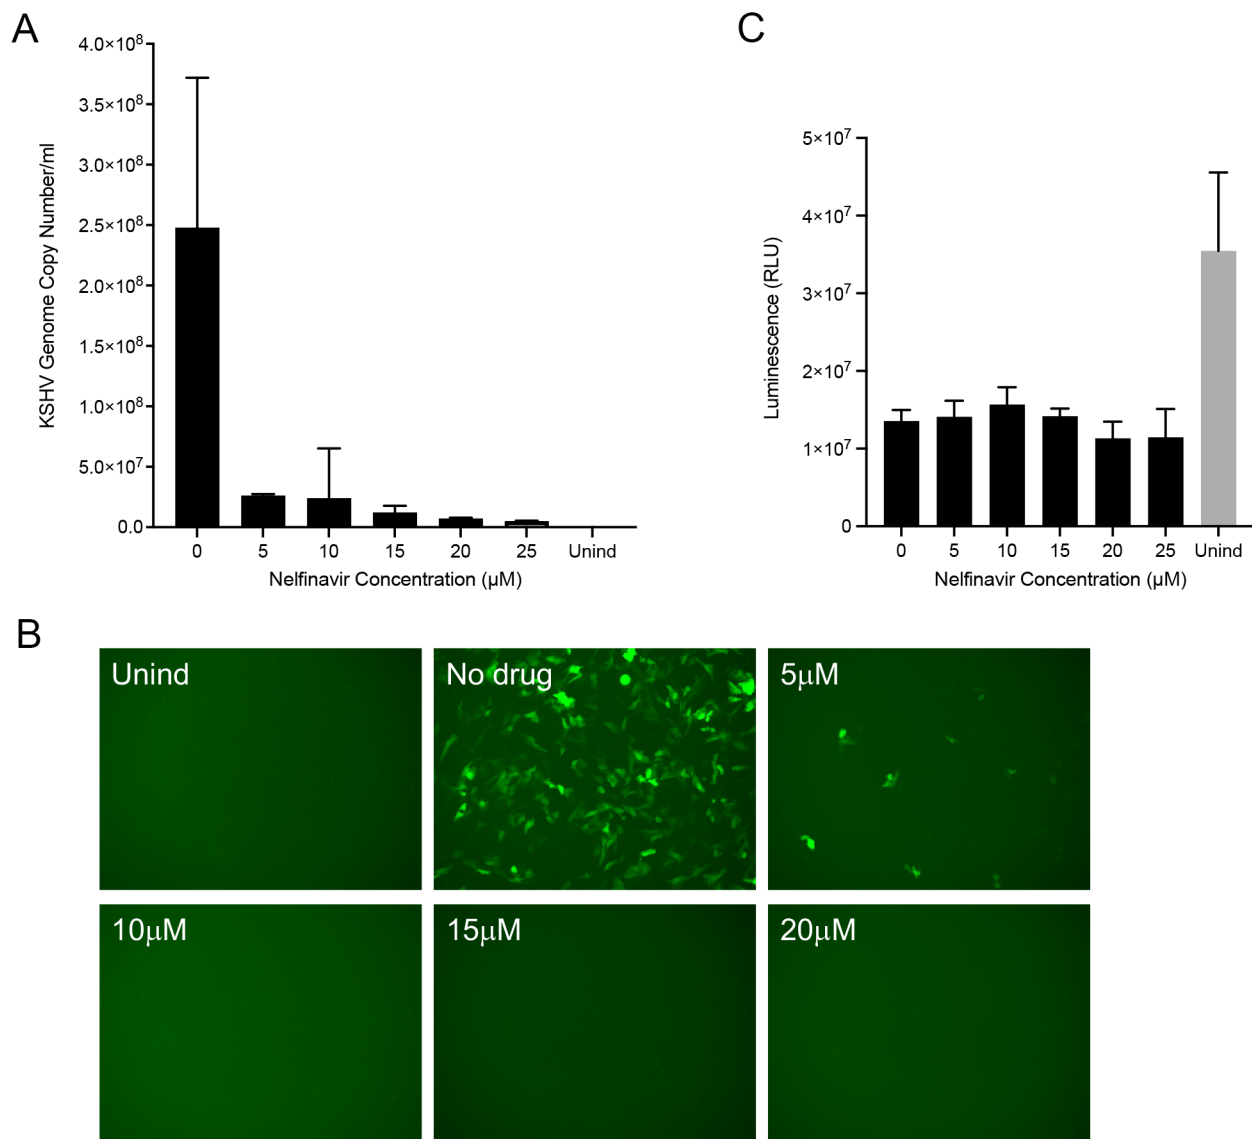 A
KSHV Genome Copy Number/ml
4.0×10⁸
3.5×10⁸
3.0×10⁸
2.5×10⁸
2.0×10⁸
1.5×10⁸
1.0×10⁸
5.0×10⁷
0.0
0 5 10 15 20 25 Unind
Nelfinavir Concentration (µM)
C
Luminescence (RLU)
5×10⁷
4×10⁷
3×10⁷
2×10⁷
1×10⁷
0
0 5 10 15 20 25 Unind
Nelfinavir Concentration (µM)
B
Unind
No drug
5µM
10µM
15µM
20µM